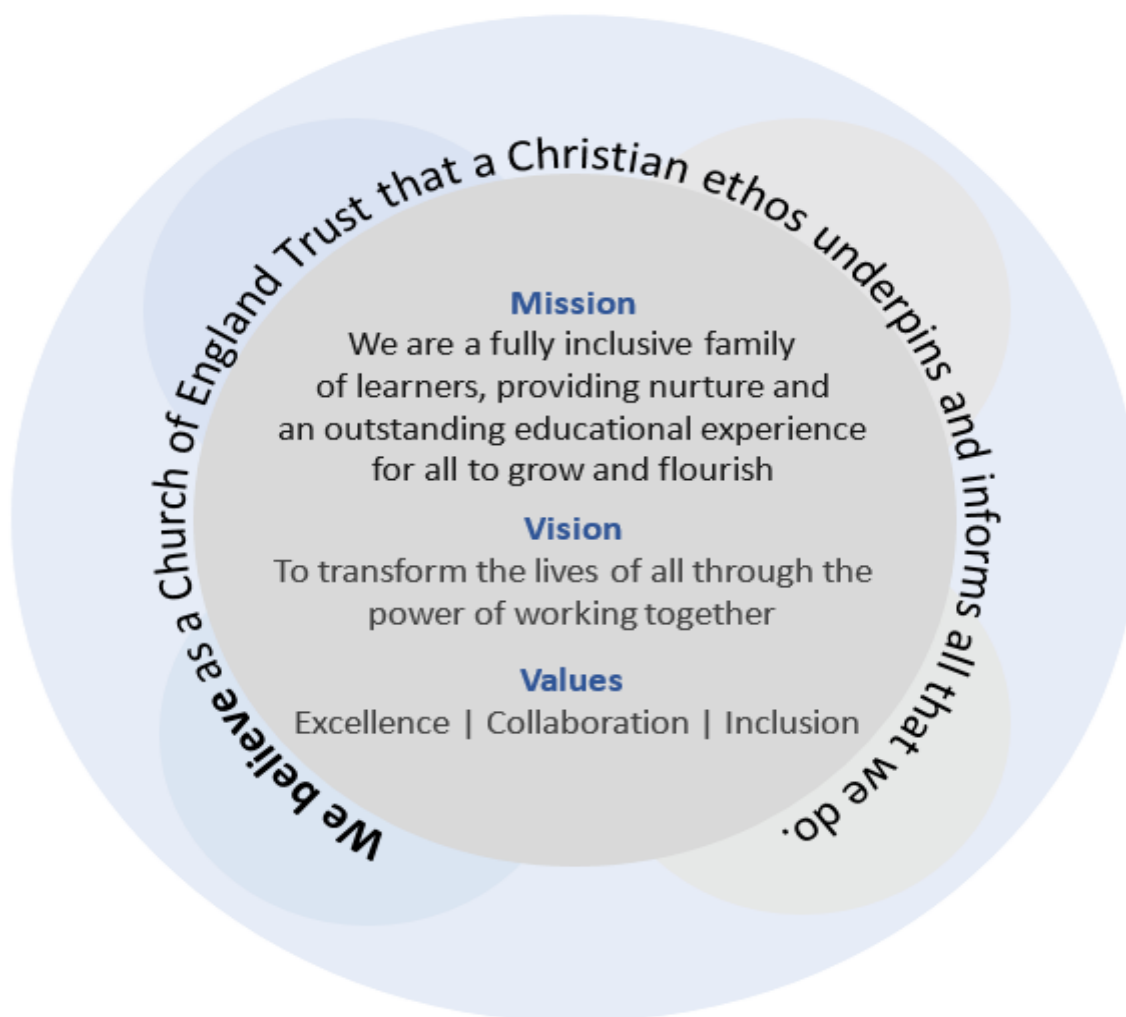 We believe as a Church of England Trust that a Christian ethos underpins and informs all that we do.
Mission
We are a fully inclusive family
of learners, providing nurture and
an outstanding educational experience
for all to grow and flourish
Vision
To transform the lives of all through the
power of working together
Values
Excellence | Collaboration | Inclusion